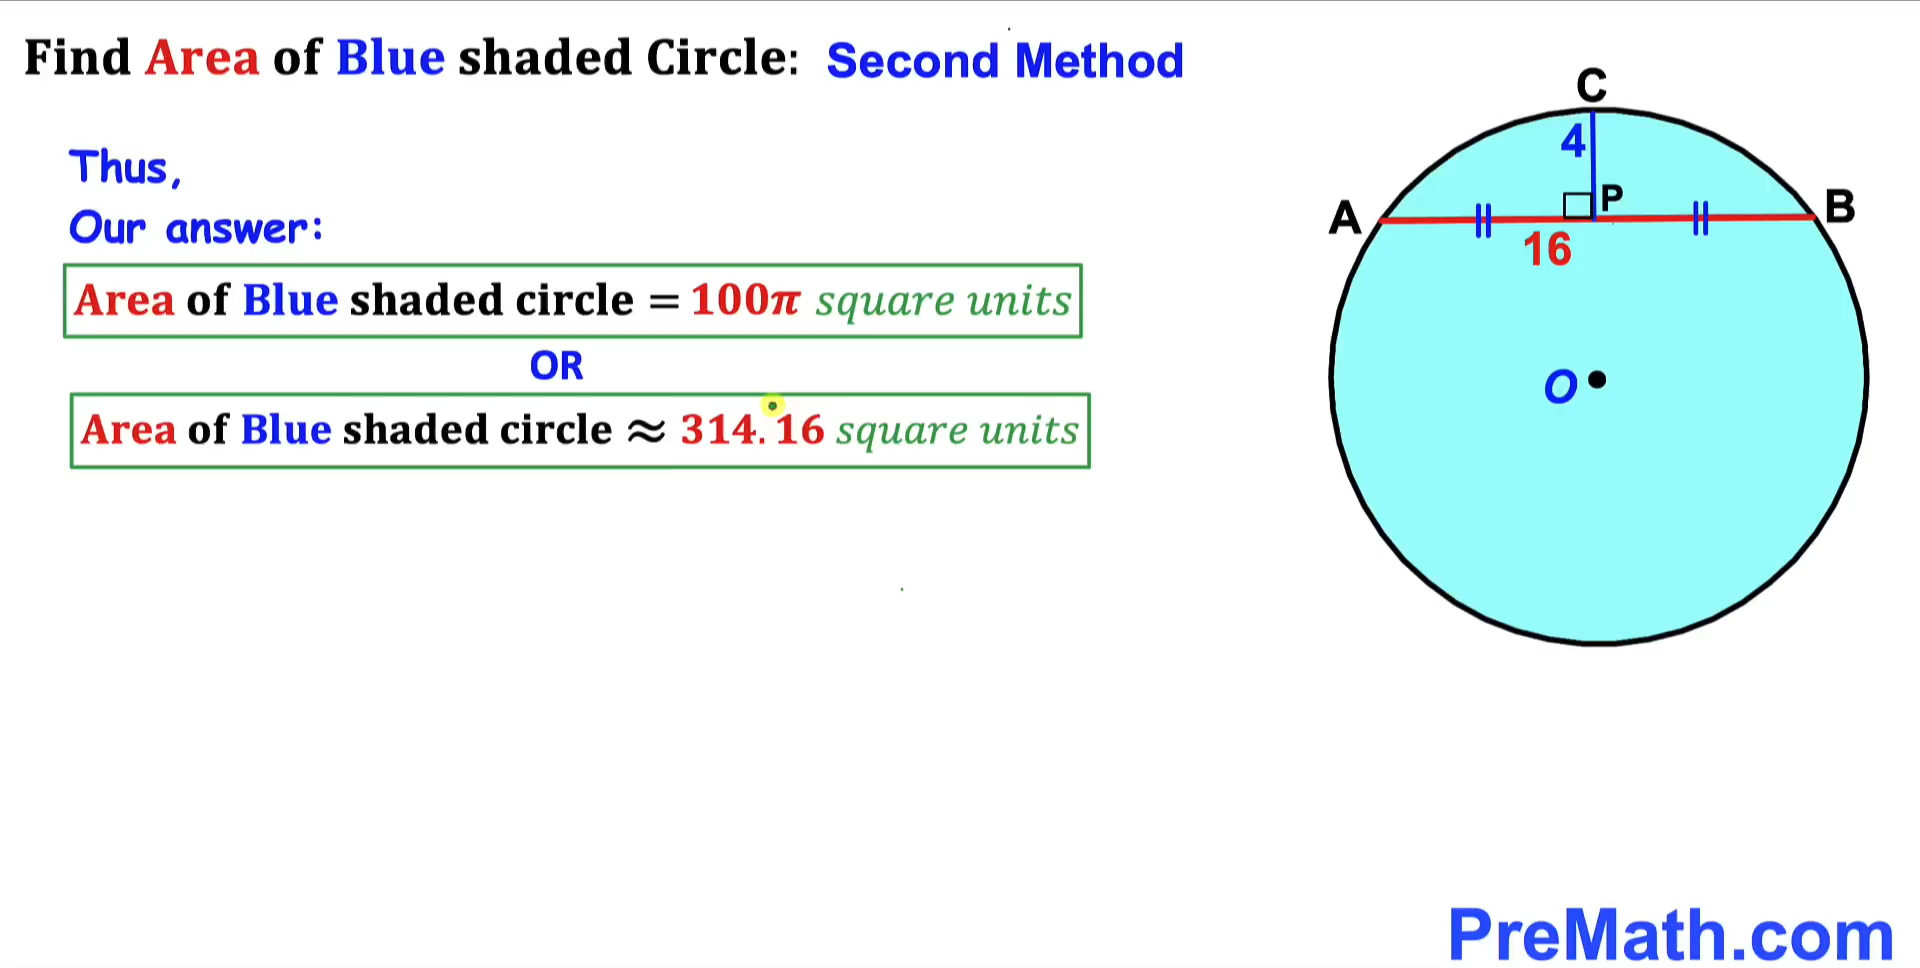 Find Area of Blue shaded Circle: Second Method
Thus,
Our answer:
Area of Blue shaded circle = 100π square units
OR
Area of Blue shaded circle ≈ 314.16 square units
C
4
P
A
B
16
O
PreMath.com